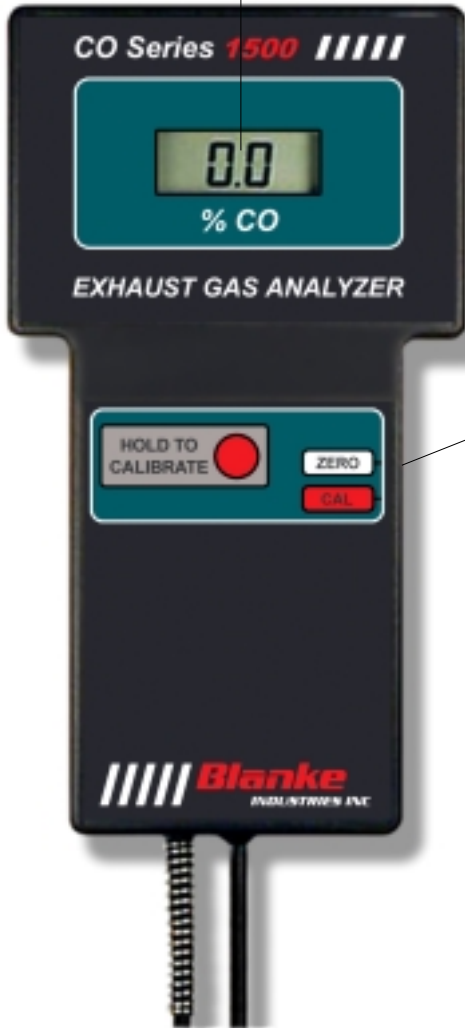 CO Series 1500
0.0
% CO
EXHAUST GAS ANALYZER
HOLD TO
CALIBRATE
ZERO
CAL
Blanke
INDUSTRIES INC